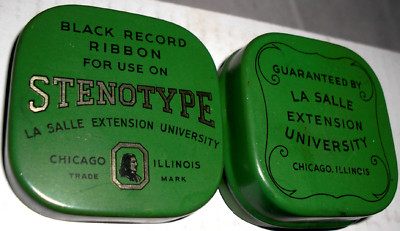 BLACK RECORD
RIBBON
FOR USE ON
STENOTYPE
LA SALLE EXTENSION UNIVERSITY
CHICAGO ILLINOIS
TRADE MARK
GUARANTEED BY
LA SALLE
EXTENSION
UNIVERSITY
CHICAGO, ILLINOIS